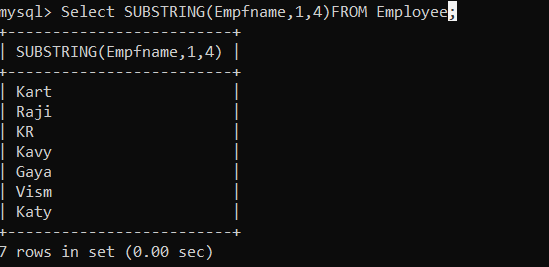 mysql> Select SUBSTRING(Empfname,1,4)FROM Employee;
+-------------------------+
| SUBSTRING(Empfname,1,4) |
+-------------------------+
| Kart                    |
| Raji                    |
| KR                      |
| Kavy                    |
| Gaya                    |
| Vism                    |
| Katy                    |
+-------------------------+
7 rows in set (0.00 sec)